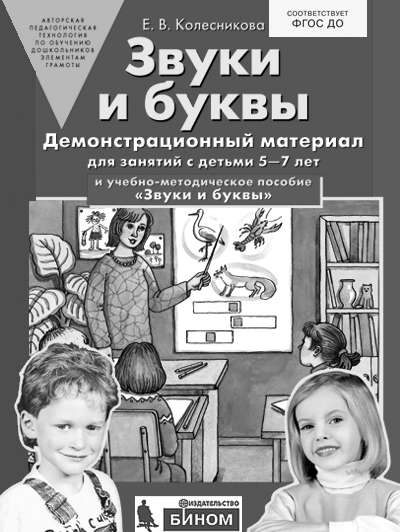 АВТОРСКАЯ
ПЕДАГОГИЧЕСКАЯ
ТЕХНОЛОГИЯ
ПО ОБУЧЕНИЮ
ДОШКОЛЬНИКОВ
ЭЛЕМЕНТАМ
ГРАМОТЫ
Е. В. Колесникова
СООТВЕТСТВУЕТ
ФГОС ДО
Звуки
и буквы
Демонстрационный материал
для занятий с детьми 5—7 лет
и учебно-методическое пособие
«Звуки и буквы»
ИЗДАТЕЛЬСТВО
БИНОМ